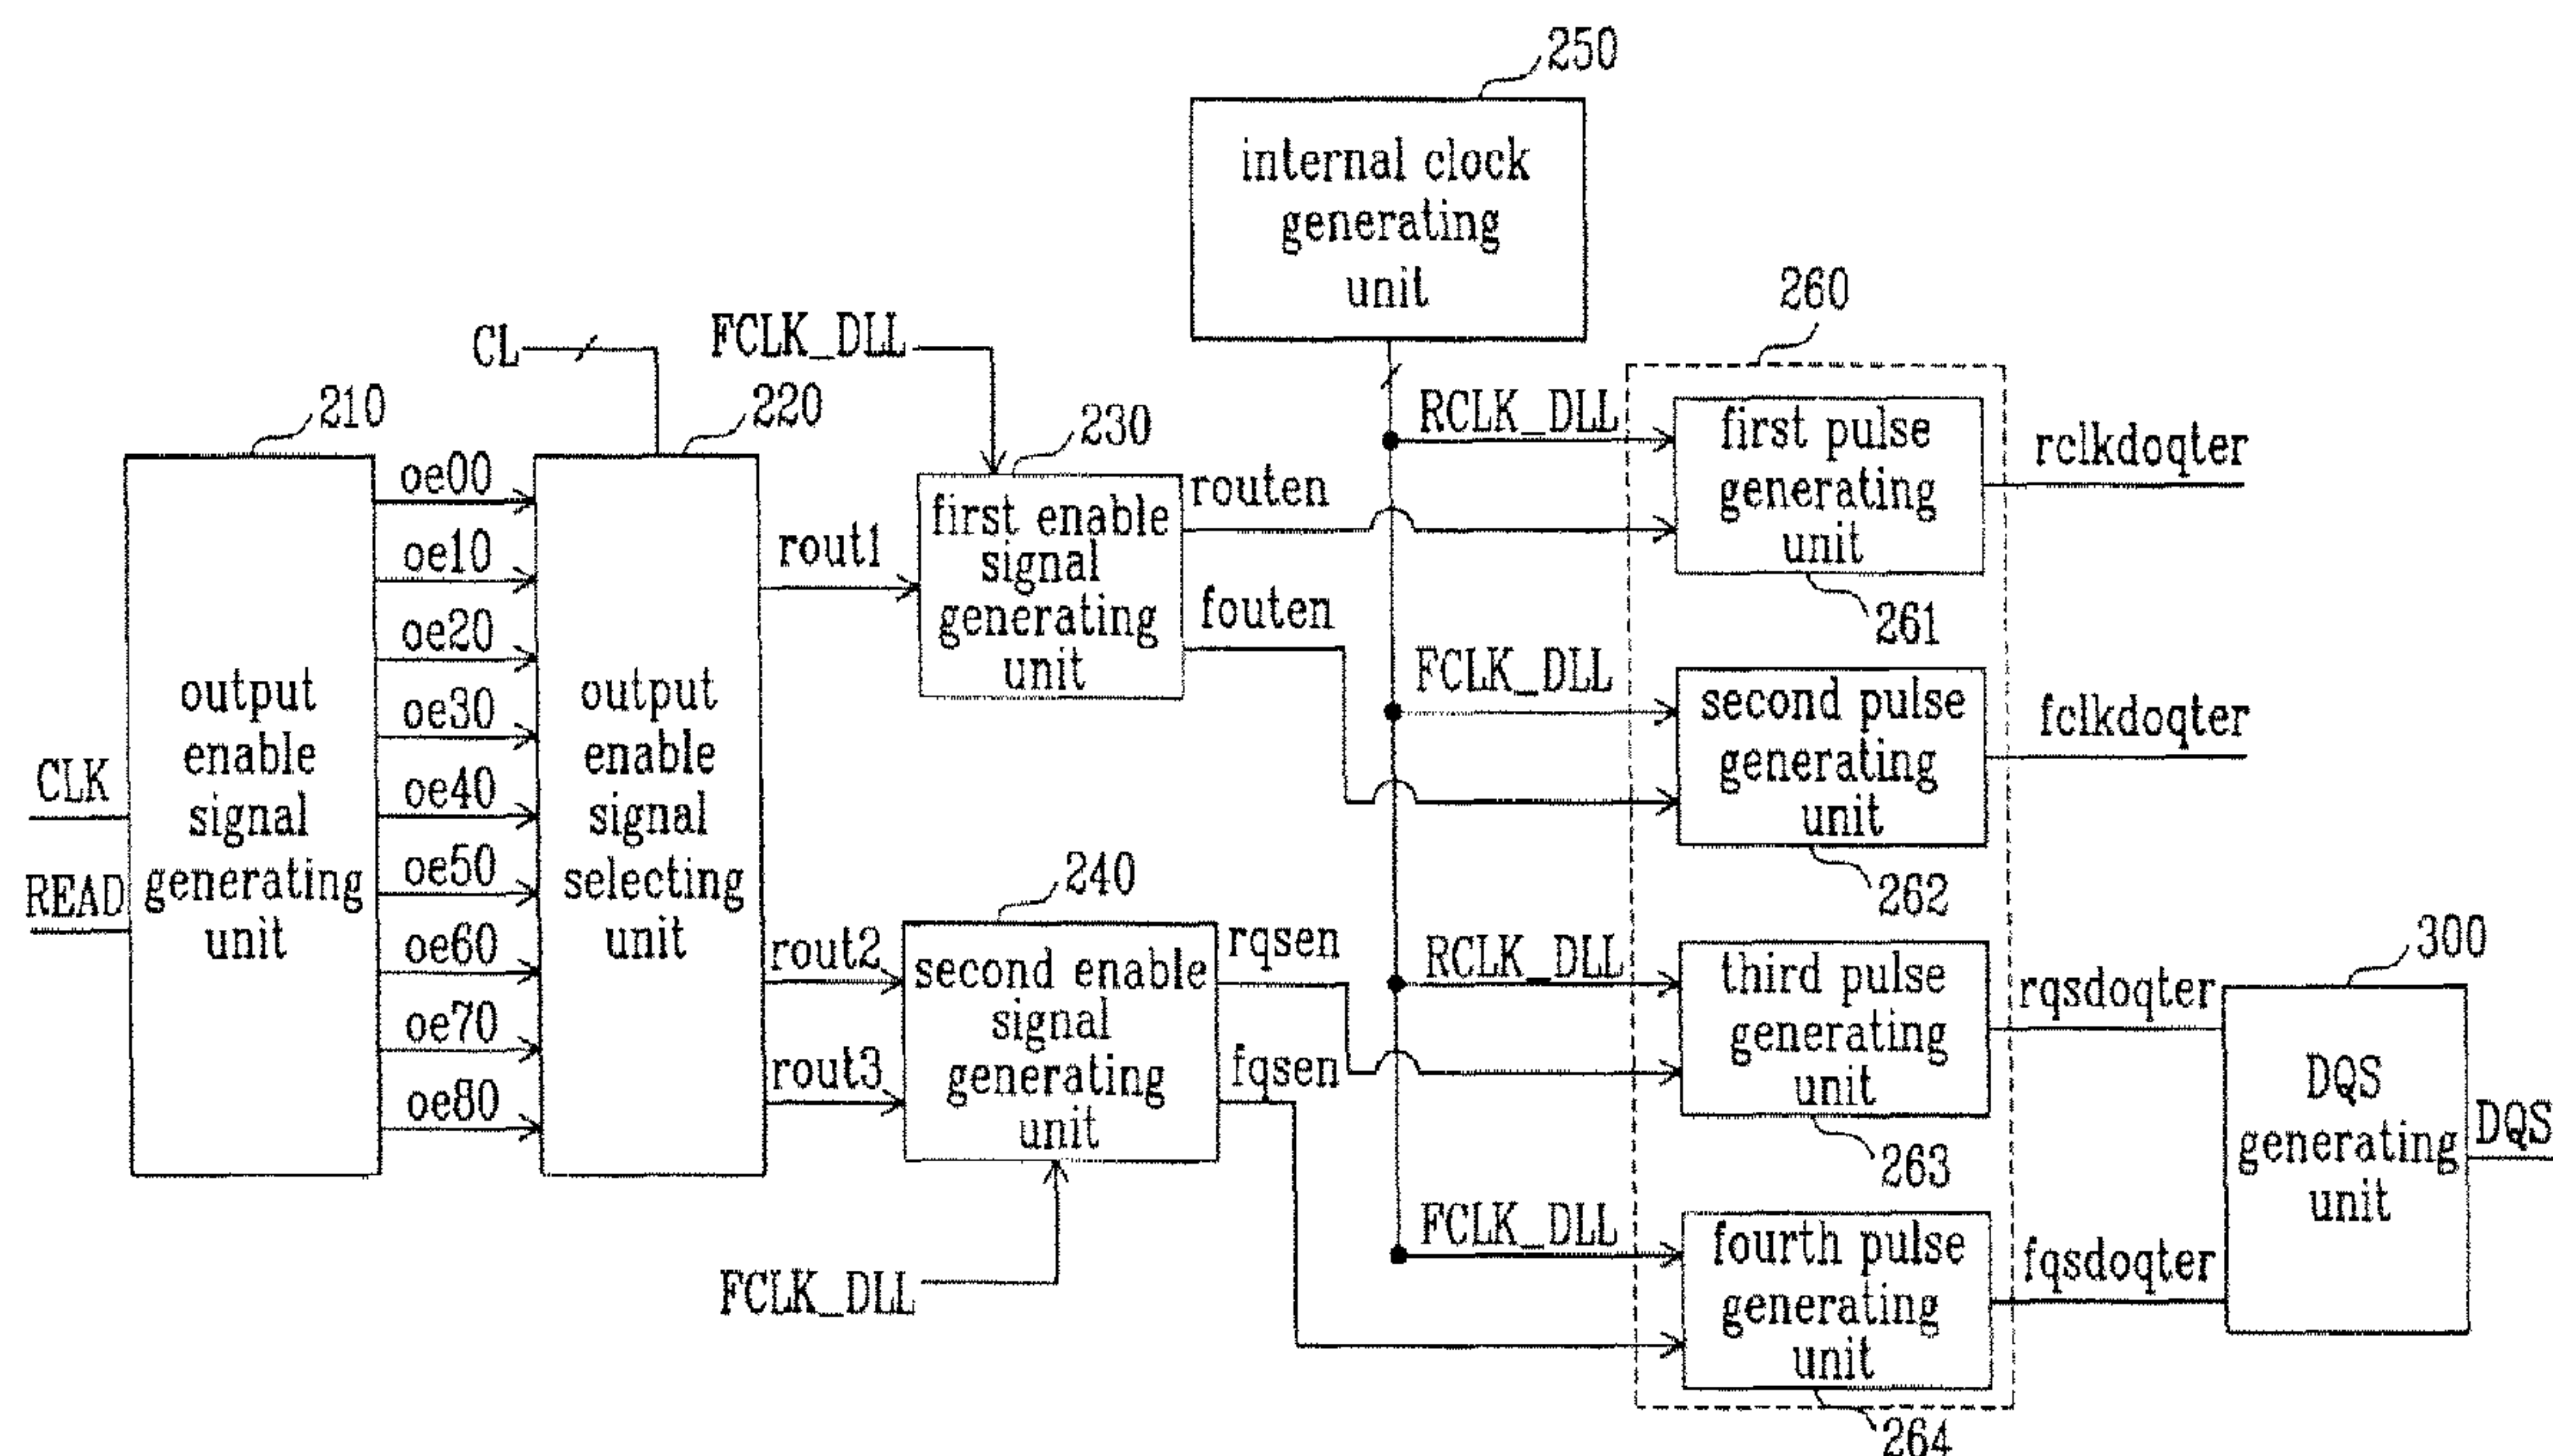 250
internal clock
generating
unit
260
CL
FCLK_DLL
210
220
230
RCLK_DLL
first pulse
generating
unit
rclkdoqter
261
oe00
oe10
oe20
oe30
oe40
oe50
oe60
oe70
oe80
CLK
READ
output
enable
signal
generating
unit
output
enable
signal
selecting
unit
rout1
first enable
signal
generating
unit
routen
fouten
FCLK_DLL
second pulse
generating
unit
fclkdoqter
262
240
rout2
rout3
second enable
signal
generating
unit
rqsen
fqsen
FCLK_DLL
RCLK_DLL
third pulse
generating
unit
rqsdoqter
263
FCLK_DLL
fourth pulse
generating
unit
fqsdoqter
264
300
DQS
generating
unit
DQS